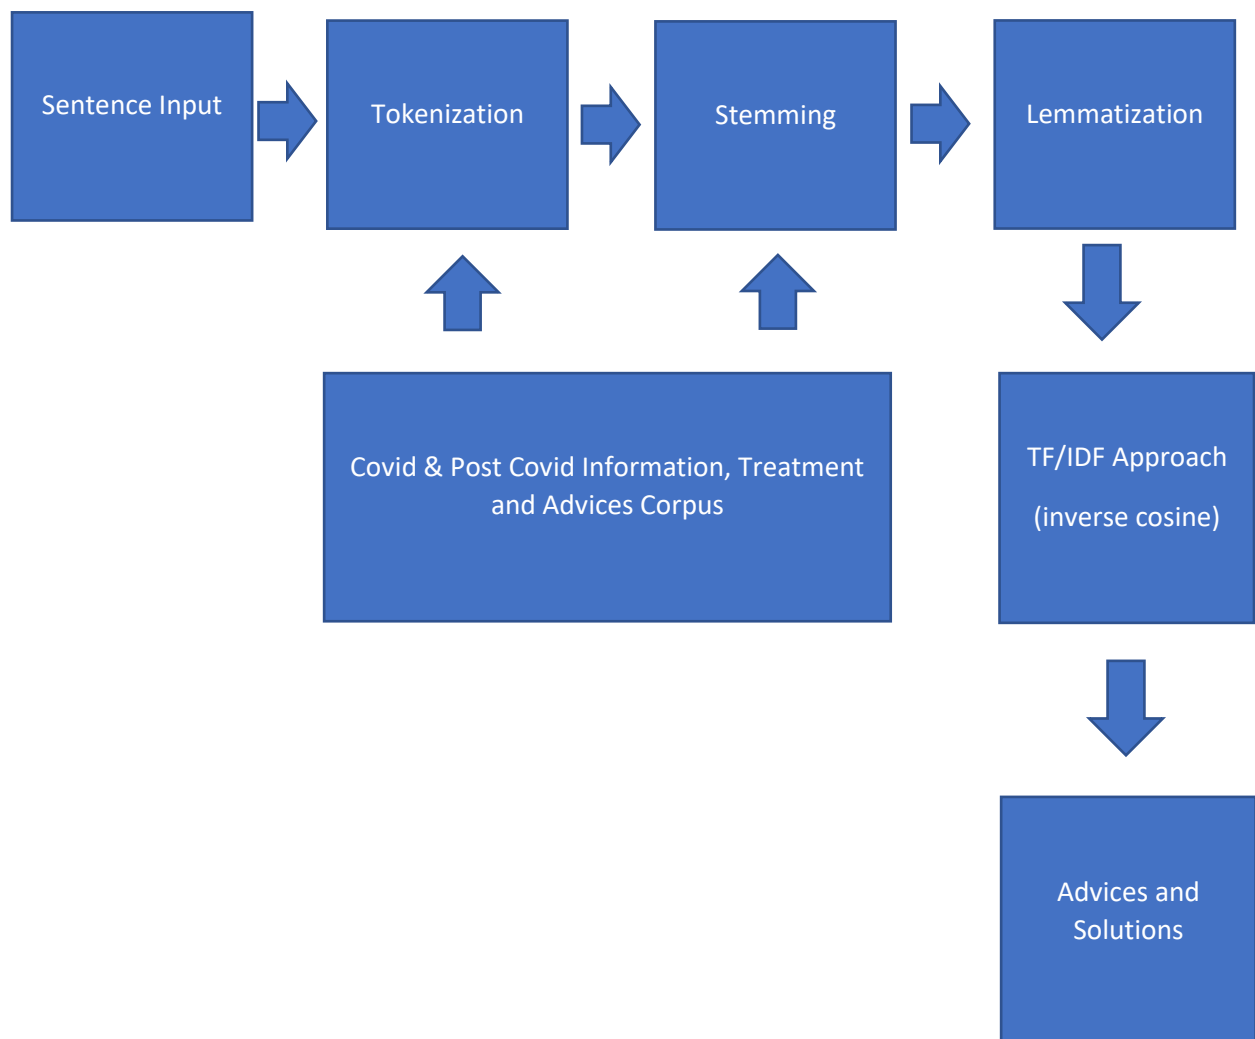 Sentence Input
Tokenization
Stemming
Lemmatization
Covid & Post Covid Information, Treatment
and Advices Corpus
TF/IDF Approach
(inverse cosine)
Advices and
Solutions